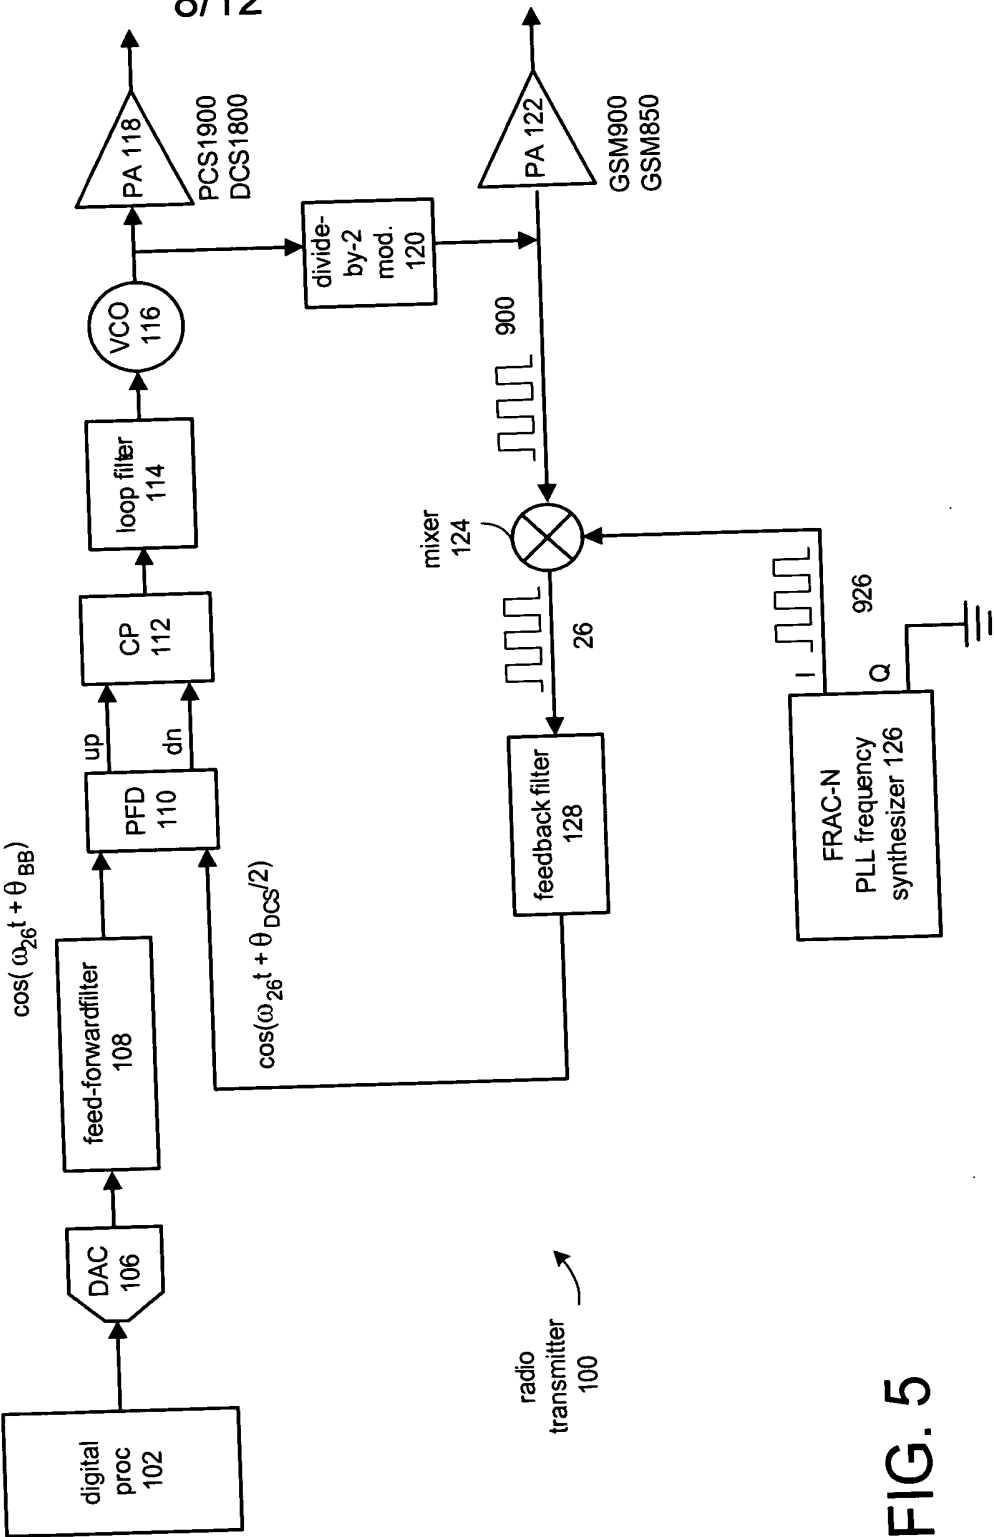 6/12
digital
proc
102
DAC
106
feed-forwardfilter
108
cos( ω26t + θBB)
PFD
110
up
dn
CP
112
loop filter
114
VCO
116
PA 118
PCS1900
DCS1800
divide-
by-2
mod.
120
PA 122
GSM900
GSM850
900
mixer
124
26
feedback filter
128
cos(ω26t + θDCS/2)
926
I
Q
FRAC-N
PLL frequency
synthesizer 126
radio
transmitter
100
FIG. 5